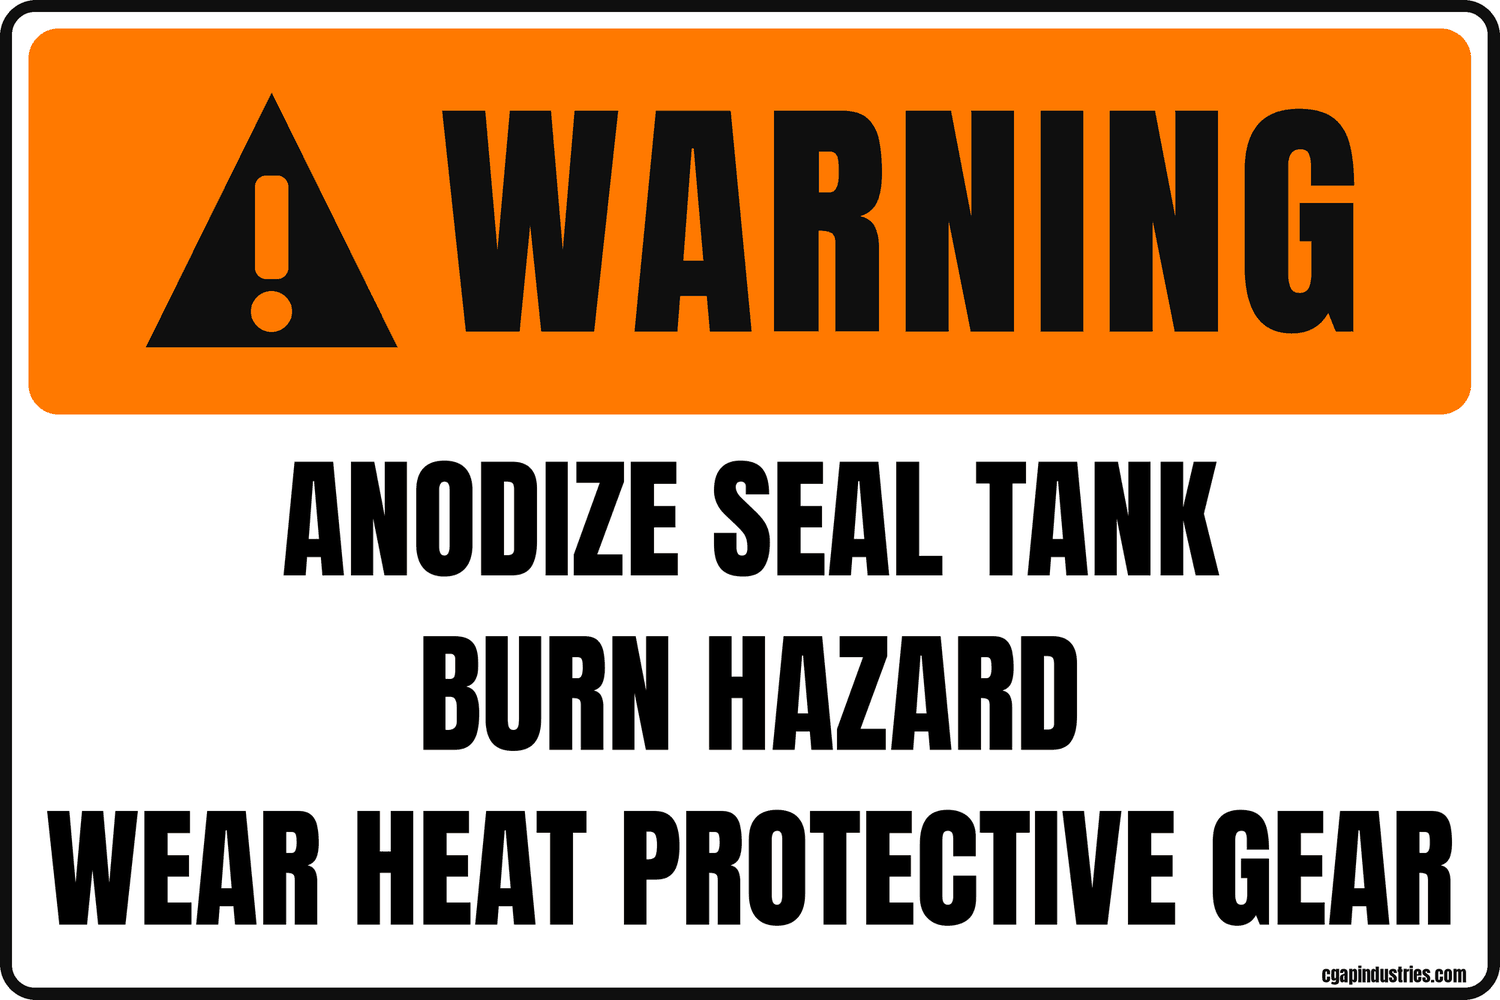 WARNING
ANODIZE SEAL TANK
BURN HAZARD
WEAR HEAT PROTECTIVE GEAR
cgapindustries.com